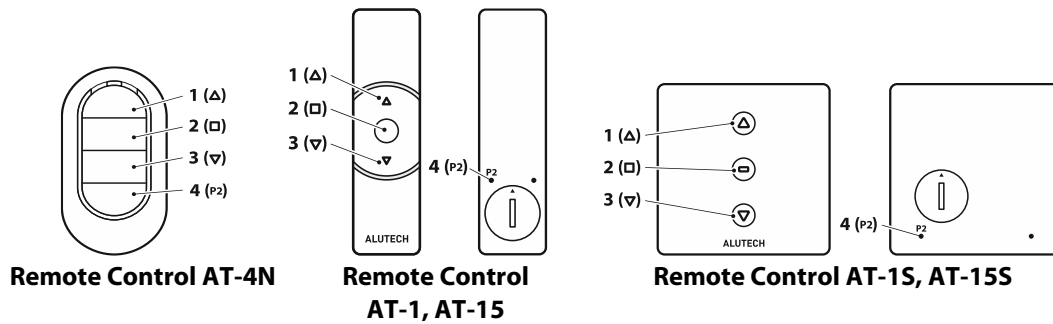 1 (△)
2 (□)
3 (▽)
4 (P2)
Remote Control AT-4N
1 (△)
2 (□)
3 (▽)
ALUTECH
4 (P2)
P2
Remote Control
AT-1, AT-15
1 (△)
2 (□)
3 (▽)
ALUTECH
4 (P2)
P2
Remote Control AT-1S, AT-15S